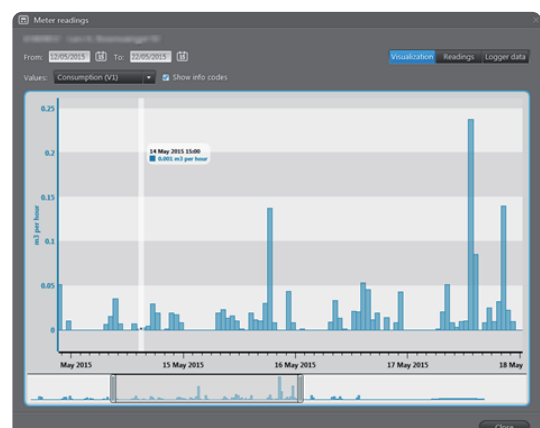 Meter readings
From: 12/05/2015 To: 22/05/2015
Visualization Readings Logger data
Values: Consumption (V1) Show info codes
0.25
0.2
0.15
0.1
0.05
0
m3 per hour
14 May 2015 15:00
0.001 m3 per hour
May 2015 15 May 2015 16 May 2015 17 May 2015 18 May
Close